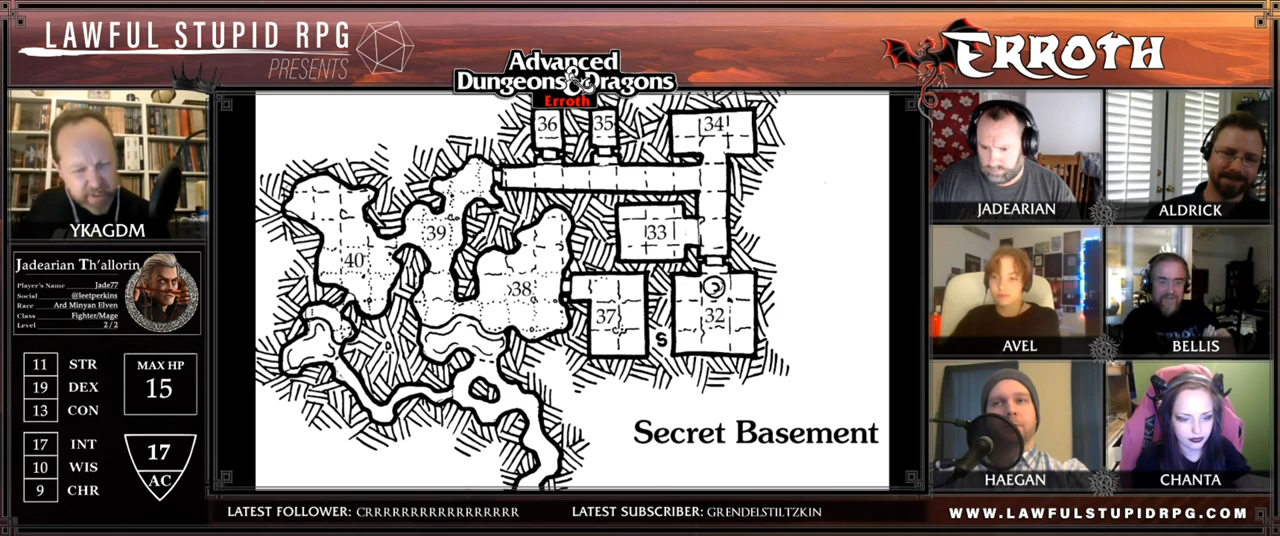 LAWFUL STUPID RPG
PRESENTS
Advanced
Dungeons & Dragons
Erroth
ERROTH
YKAGDM
JADEARIAN
ALDRICK
AVEL
BELLIS
HAEGAN
CHANTA
Jadearian Th'allorin
Player's Name Jade77
Social @leetperkins
Race Ard Minyan Elven
Class Fighter/Mage
Level 2/2
11 STR
19 DEX
13 CON
17 INT
10 WIS
9 CHR
MAX HP
15
17
AC
36
35
34
33
39
40
38
37
32
S
Secret Basement
LATEST FOLLOWER: CRRRRRRRRRRRRRRRRR
LATEST SUBSCRIBER: GRENDELSTILTZKIN
WWW.LAWFULSTUPIDRPG.COM